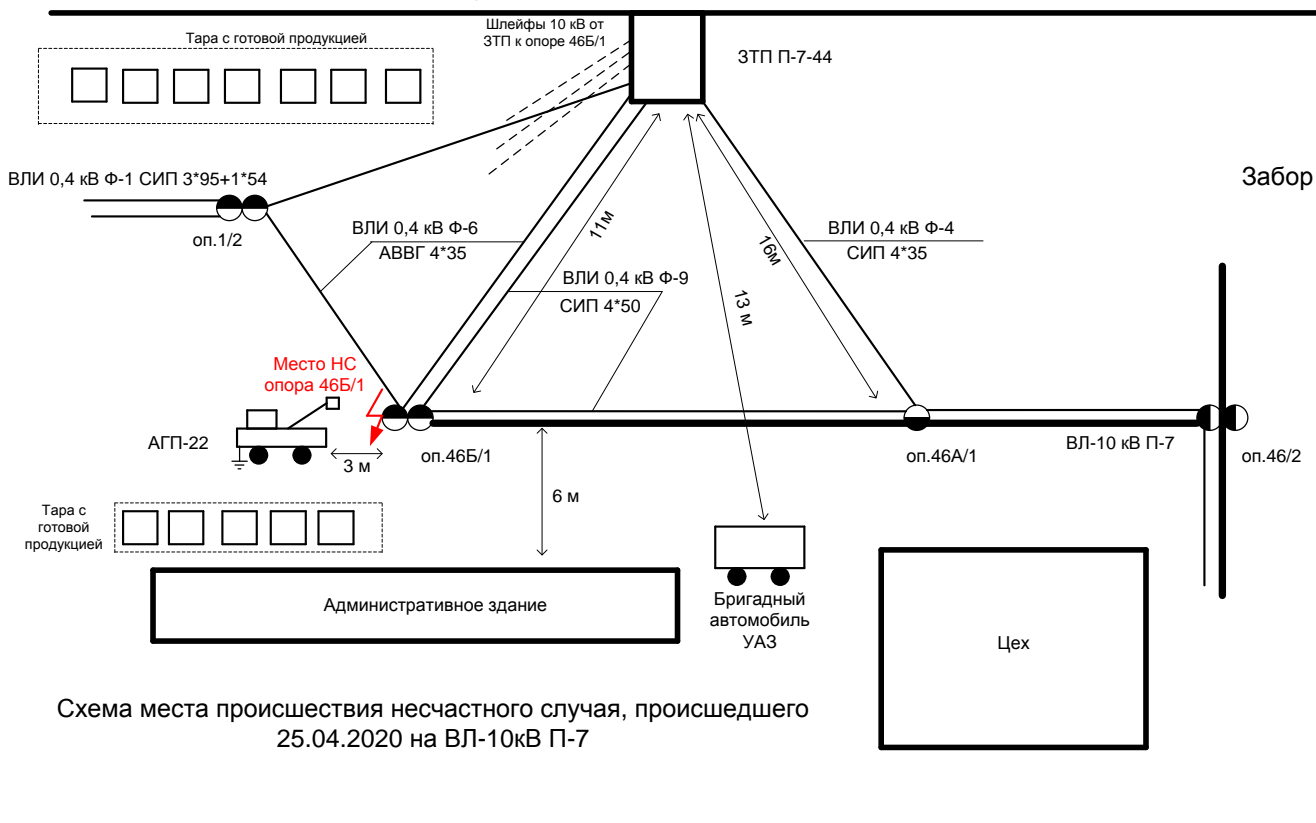 Шлейфы 10 кВ от
ЗТП к опоре 46Б/1
Тара с готовой продукцией
ЗТП П-7-44
ВЛИ 0,4 кВ Ф-1 СИП 3*95+1*54
Забор
оп.1/2
ВЛИ 0,4 кВ Ф-6
АВВГ 4*35
11м
16м
ВЛИ 0,4 кВ Ф-4
СИП 4*35
ВЛИ 0,4 кВ Ф-9
СИП 4*50
13 м
Место НС
опора 46Б/1
АГП-22
3 м
оп.46Б/1
оп.46А/1
ВЛ-10 кВ П-7
оп.46/2
6 м
Тара с
готовой
продукцией
Административное здание
Бригадный
автомобиль
УАЗ
Цех
Схема места происшествия несчастного случая, происшедшего
25.04.2020 на ВЛ-10кВ П-7